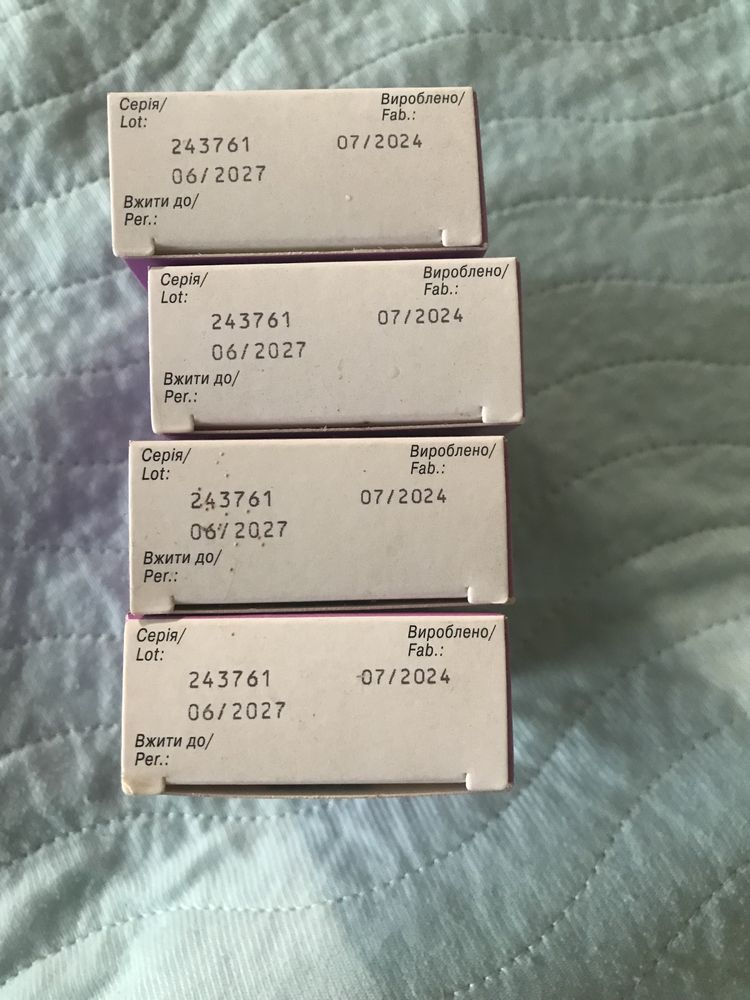 Серія/ Вироблено/
Lot: Fab.:
243761 07/2024
06/2027
Вжити до/
Per.:
Серія/ Вироблено/
Lot: Fab.:
243761 07/2024
06/2027
Вжити до/
Per.:
Серія/ Вироблено/
Lot: Fab.:
243761 07/2024
06/2027
Вжити до/
Per.:
Серія/ Вироблено/
Lot: Fab.:
243761 07/2024
06/2027
Вжити до/
Per.: